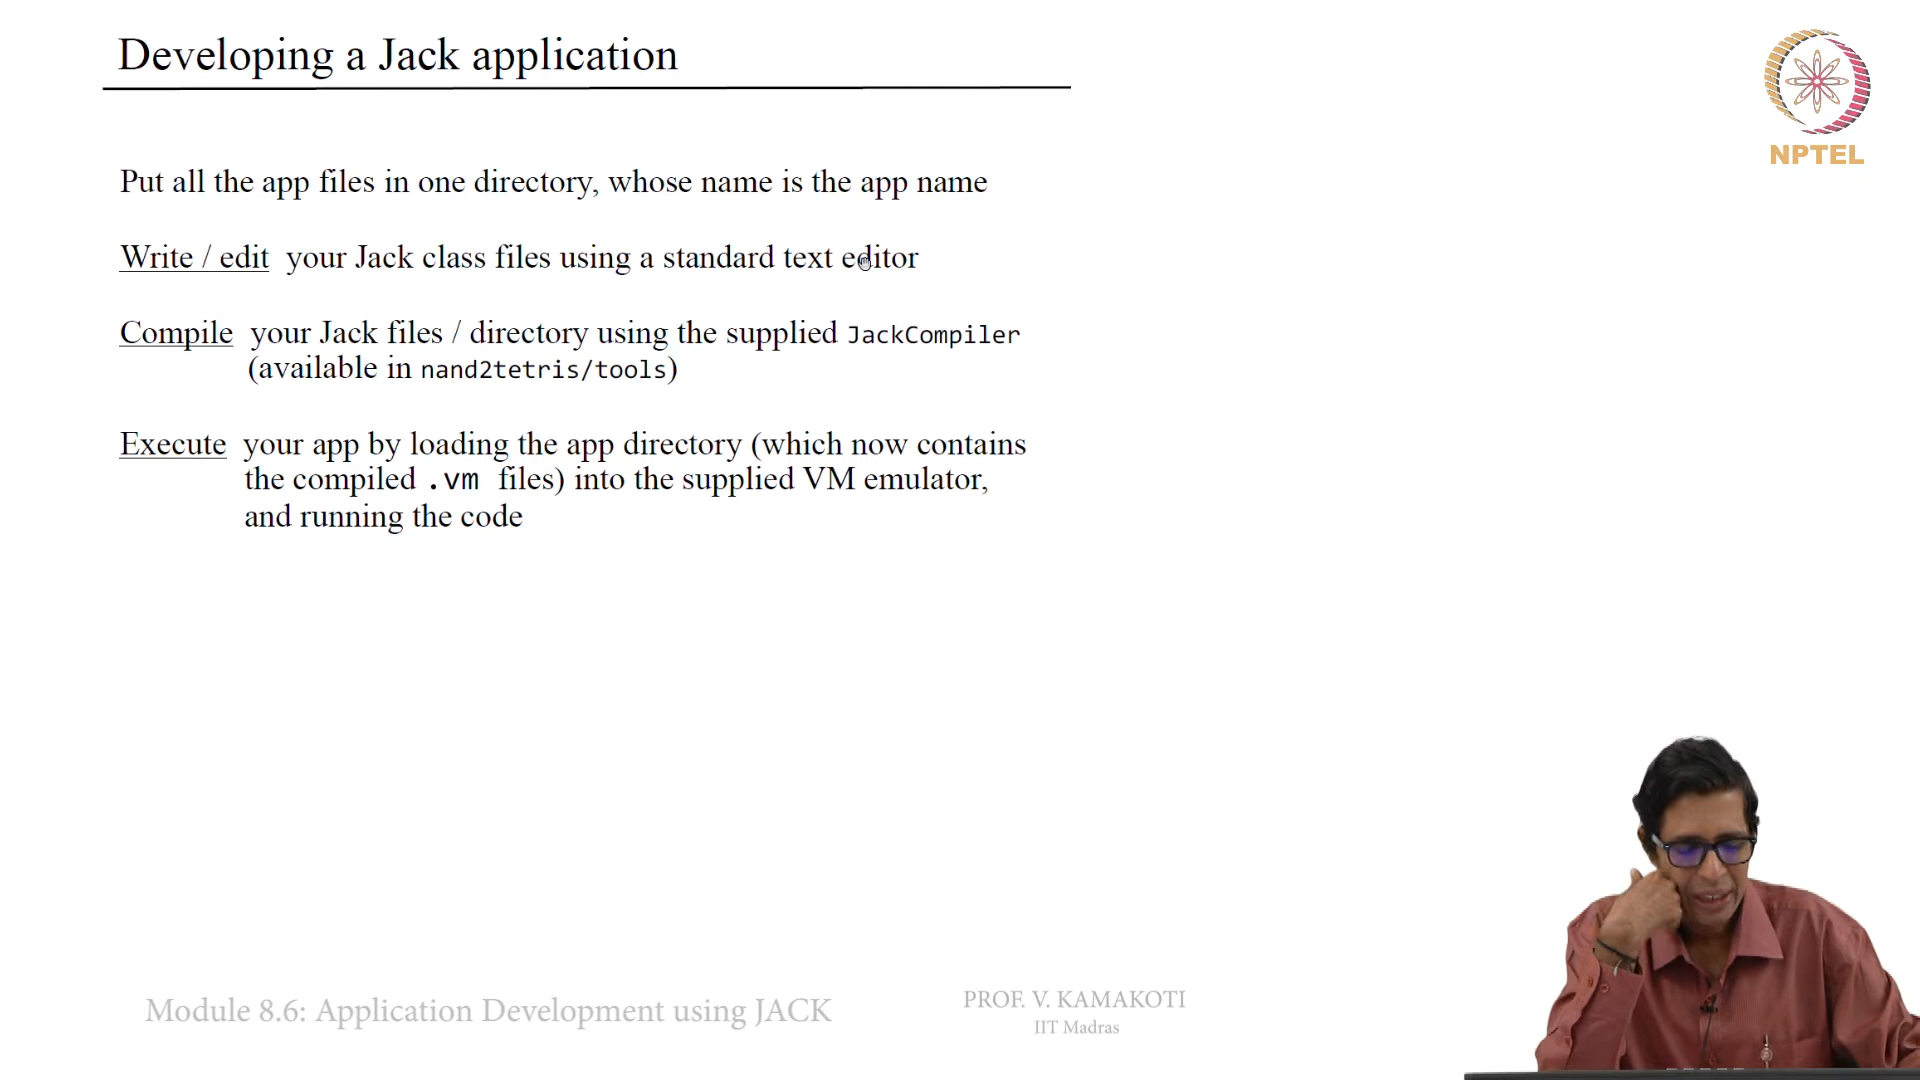 Developing a Jack application
NPTEL
Put all the app files in one directory, whose name is the app name
Write / edit your Jack class files using a standard text editor
Compile your Jack files / directory using the supplied JackCompiler
(available in nand2tetris/tools)
Execute your app by loading the app directory (which now contains
the compiled .vm files) into the supplied VM emulator,
and running the code
Module 8.6: Application Development using JACK
PROF. V. KAMAKOTI
IIT Madras